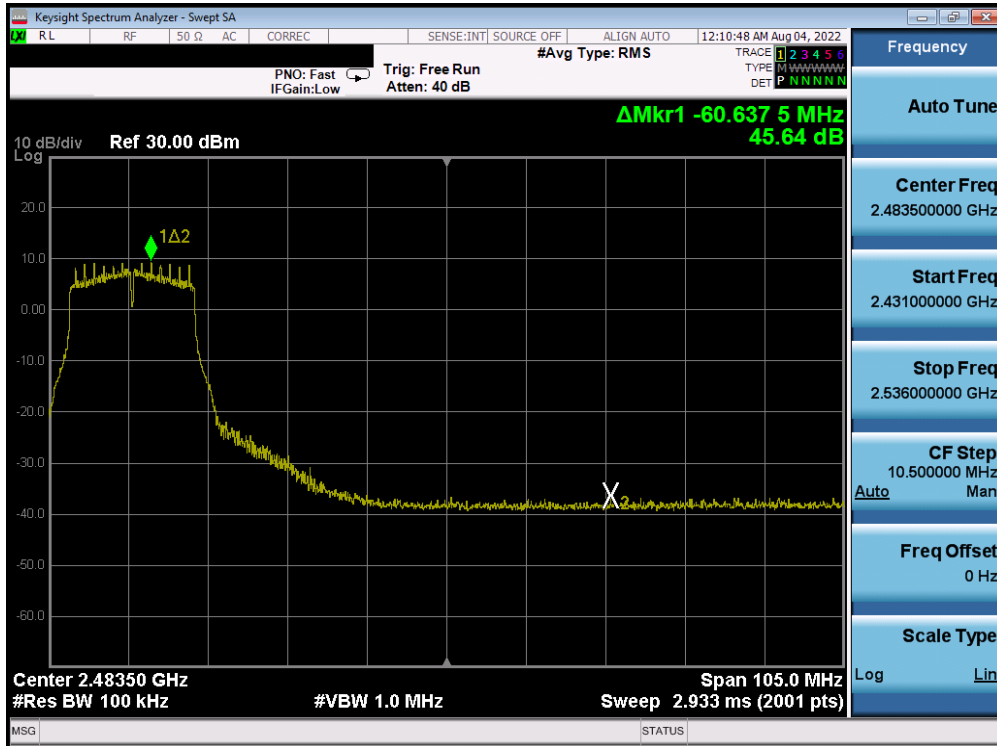 Keysight Spectrum Analyzer - Swept SA
LXI RL RF 50 Ω AC CORREC SENSE:INT SOURCE OFF ALIGN AUTO 12:10:48 AM Aug 04, 2022
#Avg Type: RMS
TRACE 1 2 3 4 5 6
PNO: Fast Trig: Free Run TYPE M WWWWW
IFGain:Low Atten: 40 dB DET P N N N N N
ΔMkr1 -60.637 5 MHz
45.64 dB
10 dB/div Ref 30.00 dBm
Log
1Δ2
20.0
10.0
0.00
-10.0
-20.0
-30.0
X2
-40.0
-50.0
-60.0
Center 2.48350 GHz Span 105.0 MHz
#Res BW 100 kHz #VBW 1.0 MHz Sweep 2.933 ms (2001 pts)
MSG STATUS
Frequency
Auto Tune
Center Freq
2.483500000 GHz
Start Freq
2.431000000 GHz
Stop Freq
2.536000000 GHz
CF Step
10.500000 MHz
Auto Man
Freq Offset
0 Hz
Scale Type
Log Lin